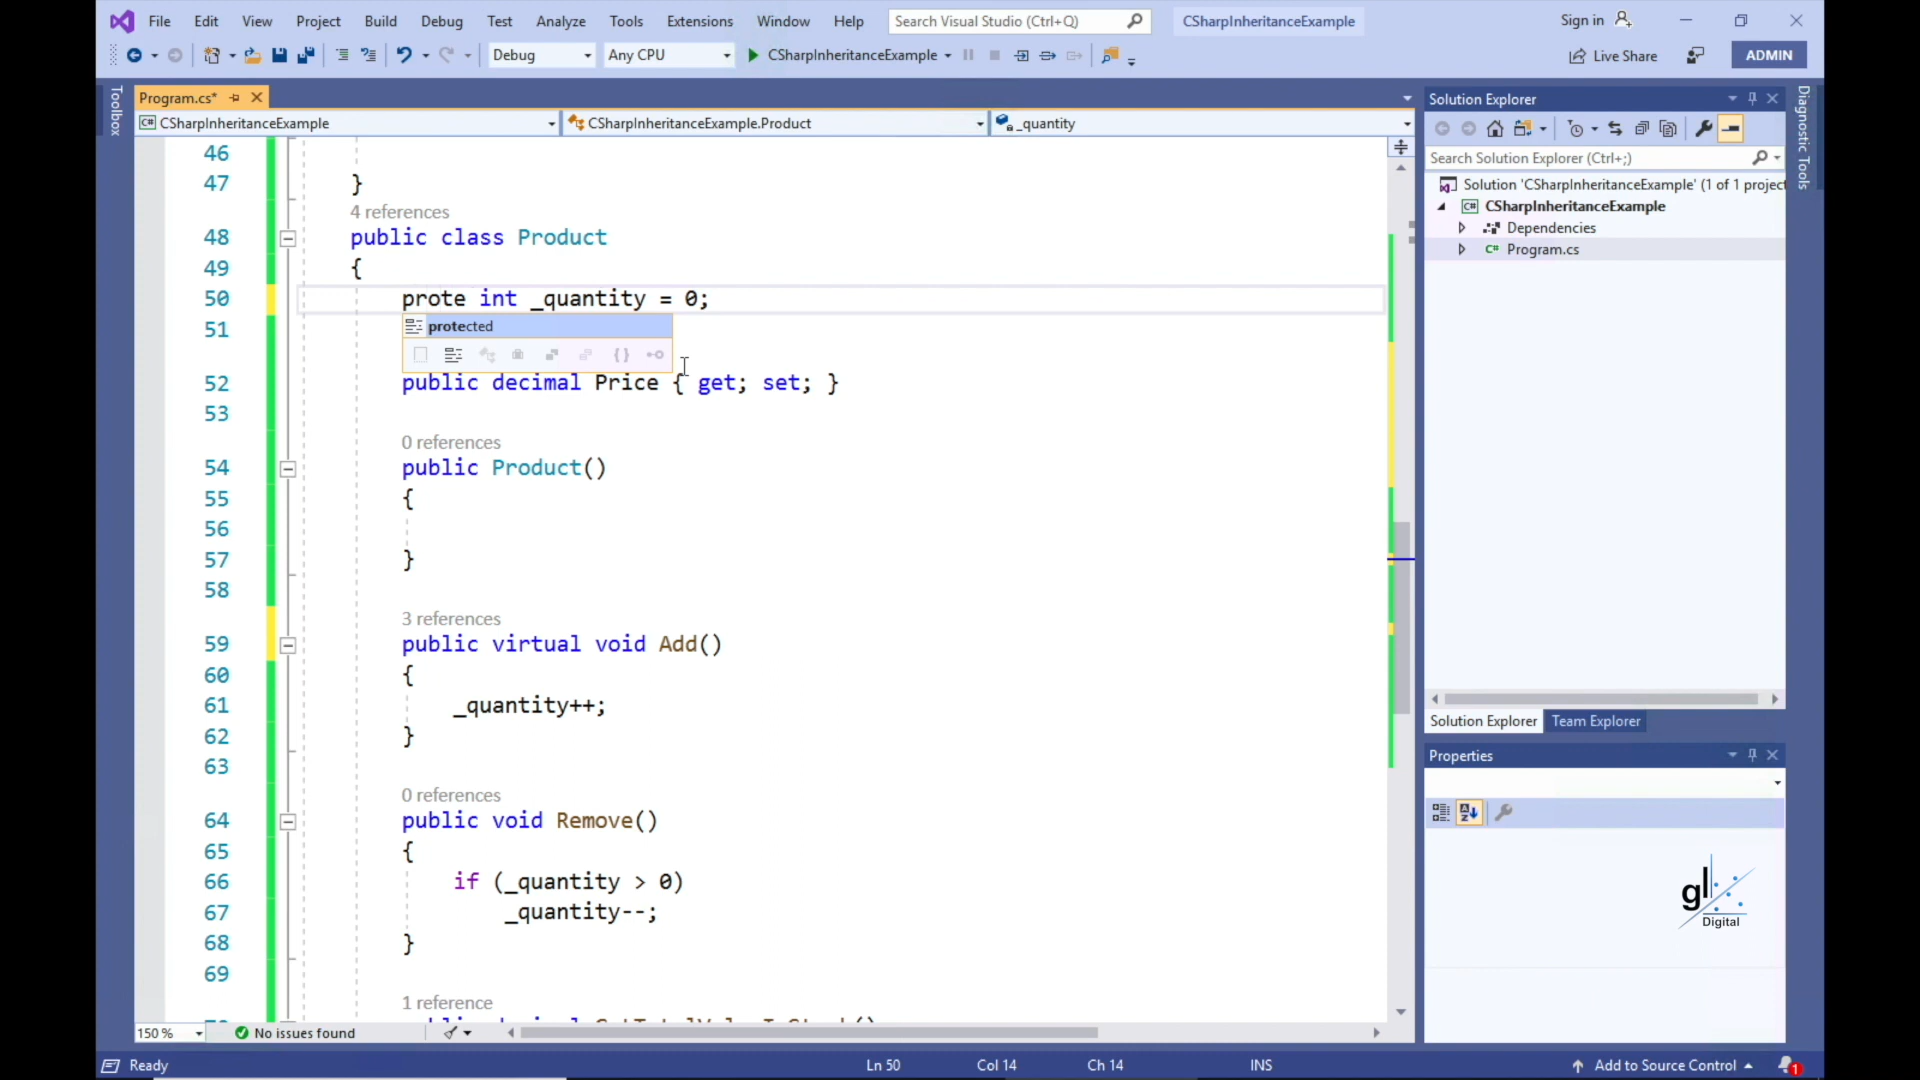 File Edit View Project Build Debug Test Analyze Tools Extensions Window Help Search Visual Studio (Ctrl+Q) CSharpInheritanceExample Sign in
Debug Any CPU CSharpInheritanceExample Live Share ADMIN
Toolbox
Program.cs*
C# CSharpInheritanceExample CSharpInheritanceExample.Product _quantity
46
47 }
4 references
48 public class Product
49 {
50 prote int _quantity = 0;
51 protected
52 public decimal Price { get; set; }
53
0 references
54 public Product()
55 {
56
57 }
58
3 references
59 public virtual void Add()
60 {
61 _quantity++;
62 }
63
0 references
64 public void Remove()
65 {
66 if (_quantity > 0)
67 _quantity--;
68 }
69
1 reference
150 % No issues found
Ready Ln 50 Col 14 Ch 14 INS Add to Source Control 1
Solution Explorer
Search Solution Explorer (Ctrl+;)
Solution 'CSharpInheritanceExample' (1 of 1 project
C# CSharpInheritanceExample
Dependencies
C# Program.cs
Solution Explorer Team Explorer
Properties
gl
Digital
Diagnostic Tools